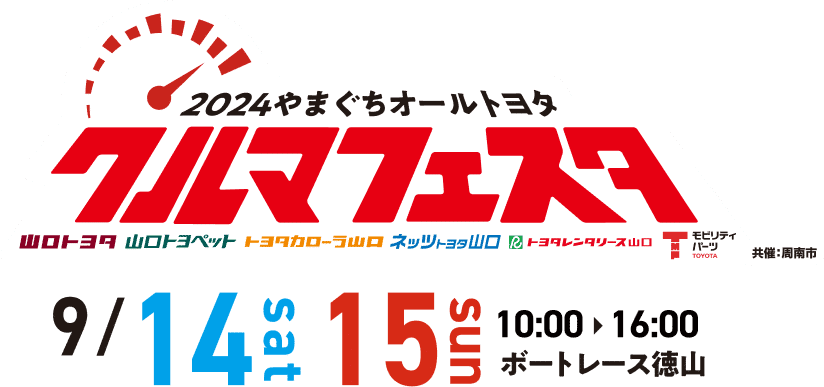 2024やまぐちオールトヨタ
クルマフェスタ
山口トヨタ 山口トヨペット トヨタカローラ山口 ネッツトヨタ山口 R トヨタレンタリース山口 T モビリティパーツ TOYOTA 共催:周南市
9/14 sat 15 sun
10:00 ▶ 16:00
ボートレース徳山